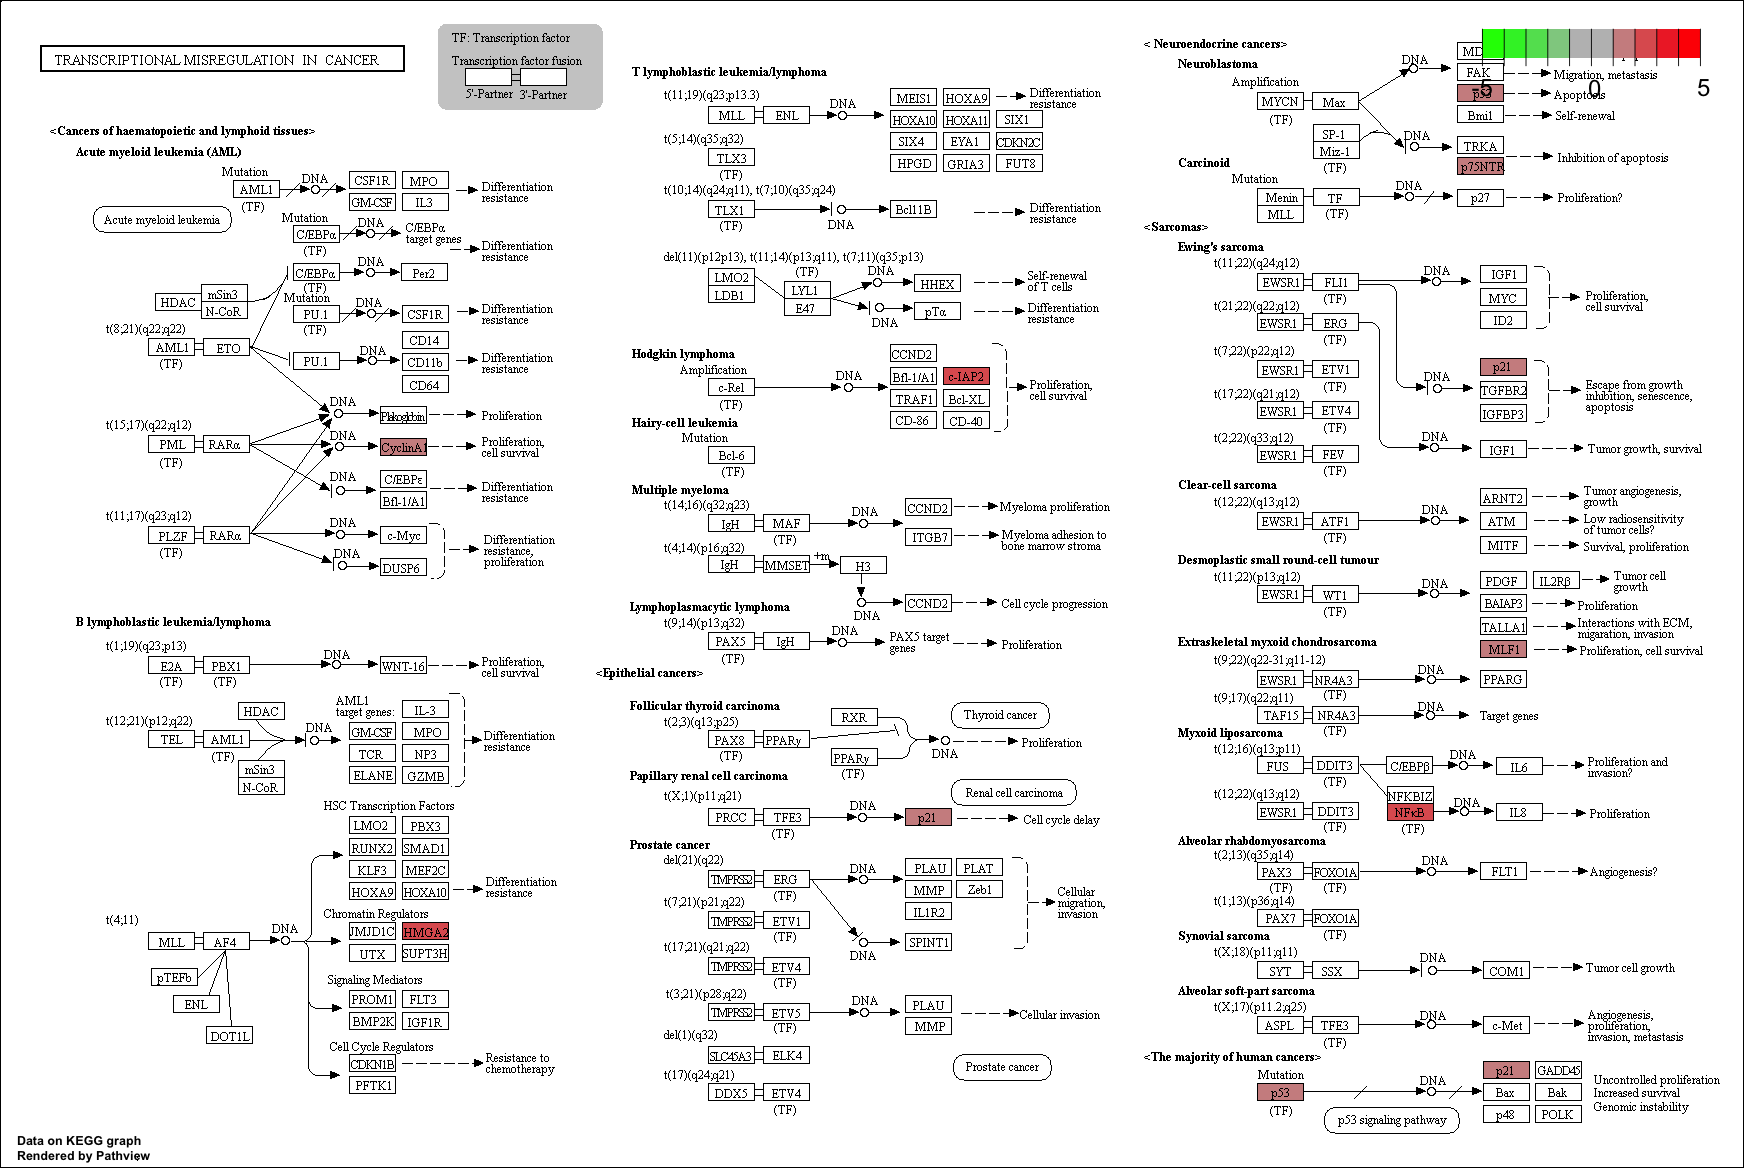 TRANSCRIPTIONAL MISREGULATION IN CANCER
TF: Transcription factor
Transcription factor fusion
5'-Partner 3'-Partner
<Cancers of haematopoietic and lymphoid tissues>
Acute myeloid leukemia (AML)
Mutation
AML1
(TF)
DNA
CSF1R MPO
GM-CSF IL3
Differentiation
resistance
Acute myeloid leukemia
Mutation
C/EBPα
(TF)
DNA
C/EBPα
target genes
Differentiation
resistance
C/EBPα
(TF)
DNA
Per2
HDAC
mSin3
N-CoR
Mutation
PU.1
(TF)
DNA
CSF1R
Differentiation
resistance
t(8;21)(q22;q22)
AML1 ETO
(TF)
PU.1
DNA
CD14
CD11b
CD64
Differentiation
resistance
DNA
Plakoglobin
Proliferation
t(15;17)(q22;q12)
PML RARα
(TF)
DNA
CyclinA1
Proliferation,
cell survival
DNA
C/EBPε
Bfl-1/A1
Differentiation
resistance
t(11;17)(q23;q12)
PLZF RARα
(TF)
DNA
c-Myc
DNA
DUSP6
Differentiation
resistance,
proliferation
B lymphoblastic leukemia/lymphoma
t(1;19)(q23;p13)
E2A PBX1
(TF) (TF)
DNA
WNT-16
Proliferation,
cell survival
t(12;21)(p12;q22)
TEL AML1
(TF)
HDAC
mSin3
N-CoR
DNA
AML1
target genes:
IL-3
GM-CSF MPO
TCR NP3
ELANE GZMB
Differentiation
resistance
HSC Transcription Factors
LMO2 PBX3
RUNX2 SMAD1
KLF3 MEF2C
HOXA9 HOXA10
Differentiation
resistance
t(4;11)
MLL AF4
DNA
pTEFb
ENL
DOT1L
Chromatin Regulators
JMJD1C HMGA2
UTX SUPT3H
Signaling Mediators
PROM1 FLT3
BMP2K IGF1R
Cell Cycle Regulators
CDKN1B
PFTK1
Resistance to
chemotherapy
Data on KEGG graph
Rendered by Pathview
T lymphoblastic leukemia/lymphoma
t(11;19)(q23;p13.3)
MLL ENL
DNA
MEIS1 HOXA9
HOXA10 HOXA11 SIX1
SIX4 EYA1 CDKN2C
HPGD GRIA3 FUT8
Differentiation
resistance
t(5;14)(q35;q32)
TLX3
(TF)
t(10;14)(q24;q11), t(7;10)(q35;q24)
TLX1
(TF)
DNA
Bcl11B
Differentiation
resistance
del(11)(p12p13), t(11;14)(p13;q11), t(7;11)(q35;p13)
LMO2
LDB1
(TF)
LYL1
E47
DNA
HHEX
Self-renewal
of T cells
DNA
pTα
Differentiation
resistance
Hodgkin lymphoma
Amplification
c-Rel
(TF)
DNA
CCND2
Bfl-1/A1 c-IAP2
TRAF1 Bcl-XL
CD-86 CD-40
Proliferation,
cell survival
Hairy-cell leukemia
Mutation
Bcl-6
(TF)
Multiple myeloma
t(14;16)(q32;q23)
IgH MAF
(TF)
DNA
CCND2
Myeloma proliferation
ITGB7
Myeloma adhesion to
bone marrow stroma
t(4;14)(p16;q32)
IgH MMSET
+m
H3
DNA
CCND2
Cell cycle progression
Lymphoplasmacytic lymphoma
t(9;14)(p13;q32)
PAX5 IgH
(TF)
DNA
PAX5 target
genes
Proliferation
<Epithelial cancers>
Follicular thyroid carcinoma
t(2;3)(q13;p25)
PAX8 PPARγ
RXR
PPARγ
(TF)
DNA
Thyroid cancer
Proliferation
Papillary renal cell carcinoma
t(X;1)(p11;q21)
PRCC TFE3
(TF)
DNA
p21
Renal cell carcinoma
Cell cycle delay
Prostate cancer
del(21)(q22)
TMPRSS2 ERG
(TF)
DNA
PLAU PLAT
MMP Zeb1
IL1R2
SPINT1
DNA
Cellular
migration,
invasion
t(7;21)(p21;q22)
TMPRSS2 ETV1
(TF)
t(17;21)(q21;q22)
TMPRSS2 ETV4
(TF)
t(3;21)(p28;q22)
TMPRSS2 ETV5
(TF)
DNA
PLAU
MMP
Cellular invasion
del(1)(q32)
SLC45A3 ELK4
t(17)(q24;q21)
DDX5 ETV4
(TF)
Prostate cancer
<Neuroendocrine cancers>
Neuroblastoma
Amplification
MYCN Max
(TF)
DNA
FAK
Migration, metastasis
p53
Apoptosis
Bmi1
Self-renewal
SP-1
Miz-1
(TF)
DNA
TRKA
p75NTR
Inhibition of apoptosis
-5 0 5
Carcinoid
Mutation
Menin
MLL
TF
(TF)
DNA
p27
Proliferation?
<Sarcomas>
Ewing's sarcoma
t(11;22)(q24;q12)
EWSR1 FLI1
(TF)
DNA
IGF1
MYC
ID2
Proliferation,
cell survival
t(21;22)(q22;q12)
EWSR1 ERG
(TF)
t(7;22)(p22;q12)
EWSR1 ETV1
(TF)
DNA
p21
TGFBR2
IGFBP3
Escape from growth
inhibition, senescence,
apoptosis
t(17;22)(q21;q12)
EWSR1 ETV4
(TF)
t(2;22)(q33;q12)
EWSR1 FEV
(TF)
DNA
IGF1
Tumor growth, survival
Clear-cell sarcoma
t(12;22)(q13;q12)
EWSR1 ATF1
(TF)
DNA
ARNT2
Tumor angiogenesis,
growth
ATM
Low radiosensitivity
of tumor cells?
MITF
Survival, proliferation
Desmoplastic small round-cell tumour
t(11;22)(p13;q12)
EWSR1 WT1
(TF)
DNA
PDGF IL2Rβ
Tumor cell
growth
BAIAP3
Proliferation
TALLA1
Interactions with ECM,
migaration, invasion
MLF1
Proliferation, cell survival
Extraskeletal myxoid chondrosarcoma
t(9;22)(q22-31;q11-12)
EWSR1 NR4A3
(TF)
DNA
PPARG
t(9;17)(q22;q11)
TAF15 NR4A3
(TF)
DNA
Target genes
Myxoid liposarcoma
t(12;16)(q13;p11)
FUS DDIT3
(TF)
C/EBPβ
DNA
IL6
Proliferation and
invasion?
t(12;22)(q13;q12)
EWSR1 DDIT3
(TF)
NFKBIZ
NFκB
(TF)
DNA
IL8
Proliferation
Alveolar rhabdomyosarcoma
t(2;13)(q35;q14)
PAX3 FOXO1A
(TF) (TF)
DNA
FLT1
Angiogenesis?
t(1;13)(p36;q14)
PAX7 FOXO1A
(TF)
Synovial sarcoma
t(X;18)(p11;q11)
SYT SSX
DNA
COM1
Tumor cell growth
Alveolar soft-part sarcoma
t(X;17)(p11.2;q25)
ASPL TFE3
(TF)
DNA
c-Met
Angiogenesis,
proliferation,
invasion, metastasis
<The majority of human cancers>
Mutation
p53
(TF)
DNA
p53 signaling pathway
p21 GADD45
Bax Bak
p48 POLK
Uncontrolled proliferation
Increased survival
Genomic instability